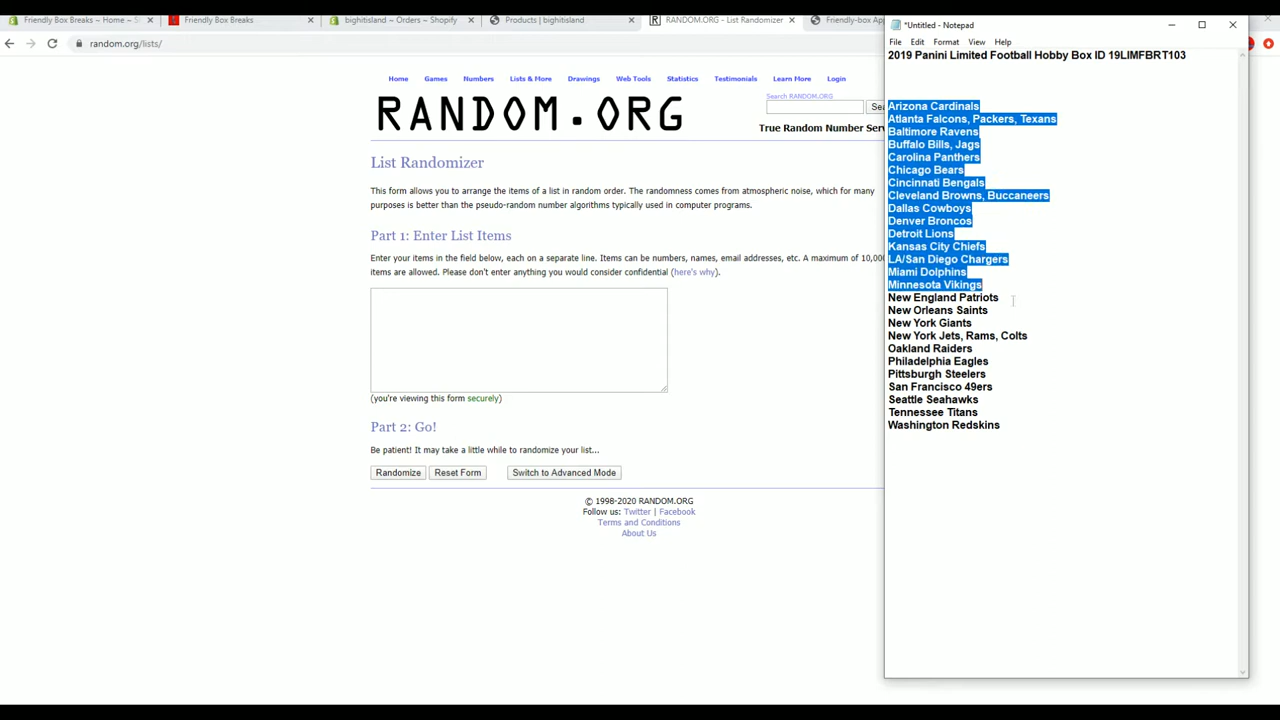 Friendly Box Breaks ~ Home ~ S
Friendly Box Breaks
bighitisland ~ Orders ~ Shopify
Products | bighitisland
RANDOM.ORG - List Randomizer
Friendly-box Ap
random.org/lists/
Home
Games
Numbers
Lists & More
Drawings
Web Tools
Statistics
Testimonials
Learn More
Login
RANDOM.ORG
Search RANDOM.ORG
Sea
True Random Number Serv
List Randomizer
This form allows you to arrange the items of a list in random order. The randomness comes from atmospheric noise, which for many
purposes is better than the pseudo-random number algorithms typically used in computer programs.
Part 1: Enter List Items
Enter your items in the field below, each on a separate line. Items can be numbers, names, email addresses, etc. A maximum of 10,00
items are allowed. Please don't enter anything you would consider confidential (here's why).
(you're viewing this form securely)
Part 2: Go!
Be patient! It may take a little while to randomize your list...
Randomize
Reset Form
Switch to Advanced Mode
© 1998-2020 RANDOM.ORG
Follow us: Twitter | Facebook
Terms and Conditions
About Us
*Untitled - Notepad
File
Edit
Format
View
Help
2019 Panini Limited Football Hobby Box ID 19LIMFBRT103
Arizona Cardinals
Atlanta Falcons, Packers, Texans
Baltimore Ravens
Buffalo Bills, Jags
Carolina Panthers
Chicago Bears
Cincinnati Bengals
Cleveland Browns, Buccaneers
Dallas Cowboys
Denver Broncos
Detroit Lions
Kansas City Chiefs
LA/San Diego Chargers
Miami Dolphins
Minnesota Vikings
New England Patriots
New Orleans Saints
New York Giants
New York Jets, Rams, Colts
Oakland Raiders
Philadelphia Eagles
Pittsburgh Steelers
San Francisco 49ers
Seattle Seahawks
Tennessee Titans
Washington Redskins